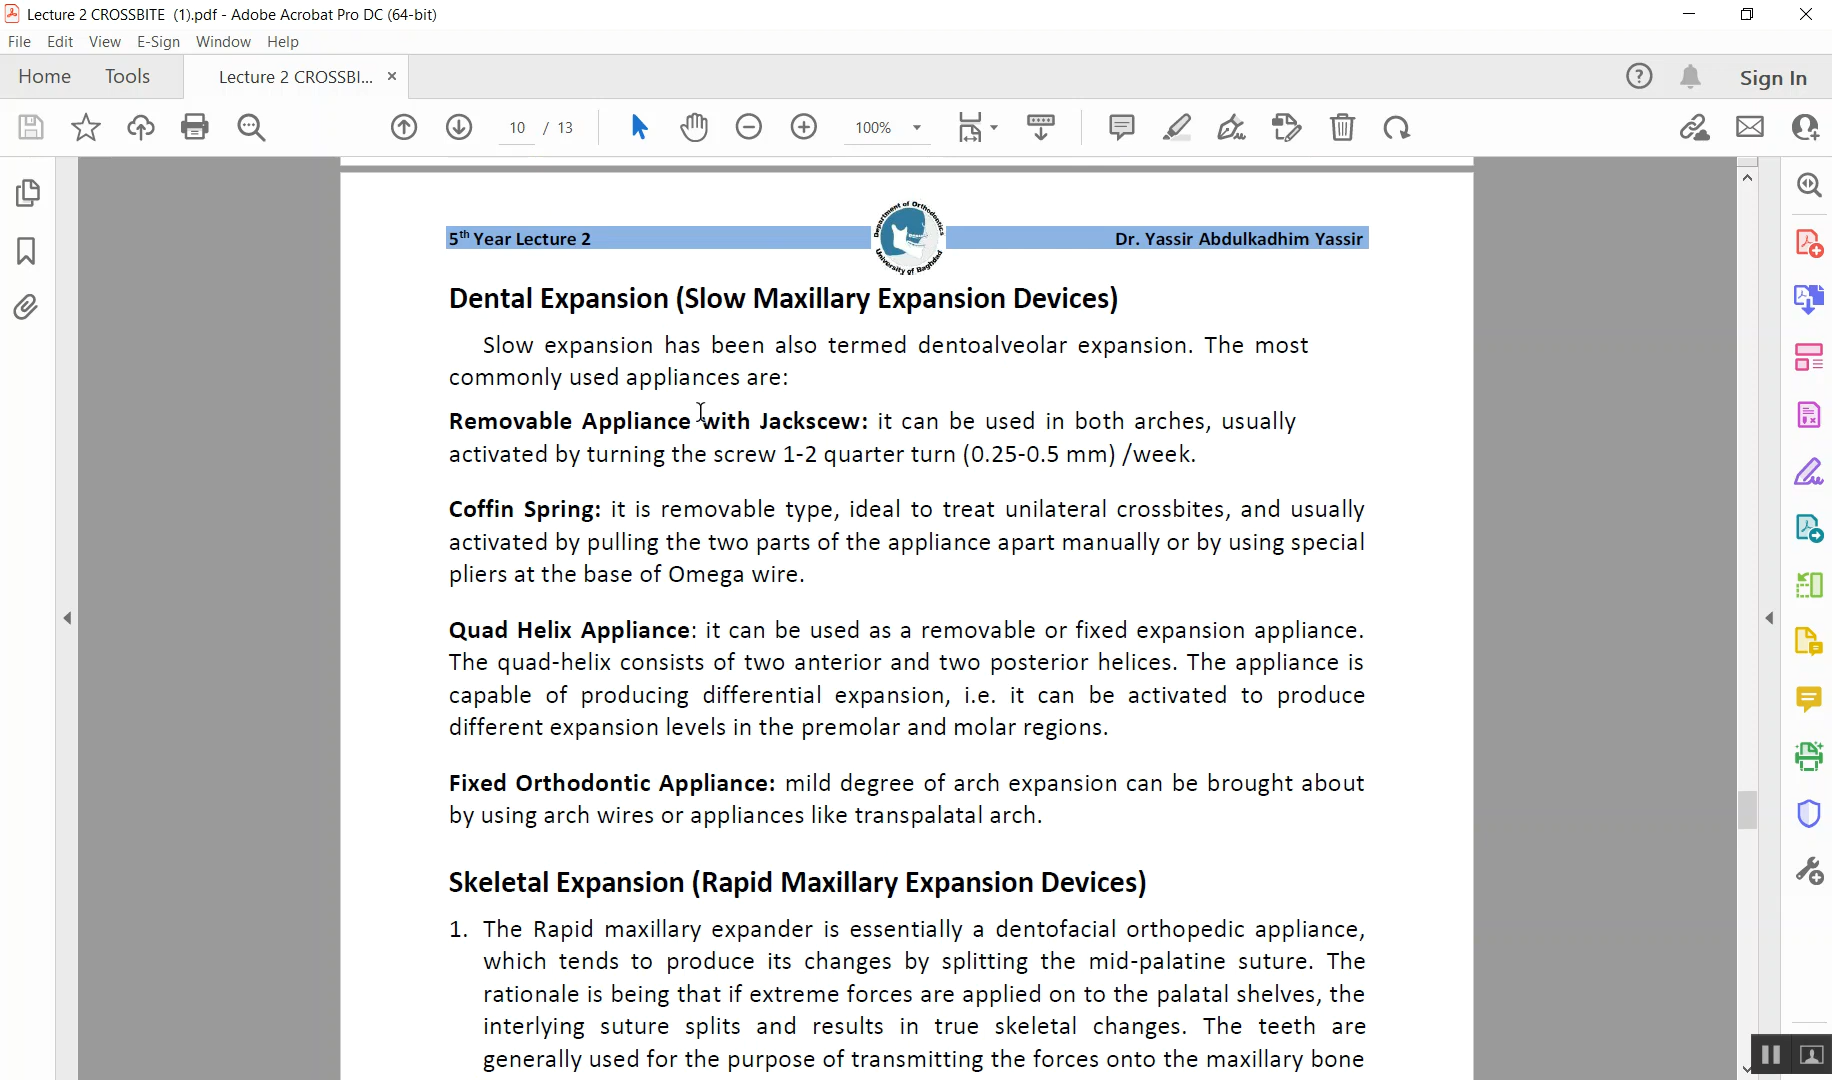 Lecture 2 CROSSBITE (1).pdf - Adobe Acrobat Pro DC (64-bit)
File Edit View E-Sign Window Help
Home Tools Lecture 2 CROSSBI... × Sign In
10 / 13 100%
5th Year Lecture 2 Department of Orthodontics University of Baghdad Dr. Yassir Abdulkadhim Yassir
Dental Expansion (Slow Maxillary Expansion Devices)
Slow expansion has been also termed dentoalveolar expansion. The most
commonly used appliances are:
Removable Appliance with Jackscew: it can be used in both arches, usually
activated by turning the screw 1-2 quarter turn (0.25-0.5 mm) /week.
Coffin Spring: it is removable type, ideal to treat unilateral crossbites, and usually
activated by pulling the two parts of the appliance apart manually or by using special
pliers at the base of Omega wire.
Quad Helix Appliance: it can be used as a removable or fixed expansion appliance.
The quad-helix consists of two anterior and two posterior helices. The appliance is
capable of producing differential expansion, i.e. it can be activated to produce
different expansion levels in the premolar and molar regions.
Fixed Orthodontic Appliance: mild degree of arch expansion can be brought about
by using arch wires or appliances like transpalatal arch.
Skeletal Expansion (Rapid Maxillary Expansion Devices)
1. The Rapid maxillary expander is essentially a dentofacial orthopedic appliance,
which tends to produce its changes by splitting the mid-palatine suture. The
rationale is being that if extreme forces are applied on to the palatal shelves, the
interlying suture splits and results in true skeletal changes. The teeth are
generally used for the purpose of transmitting the forces onto the maxillary bone